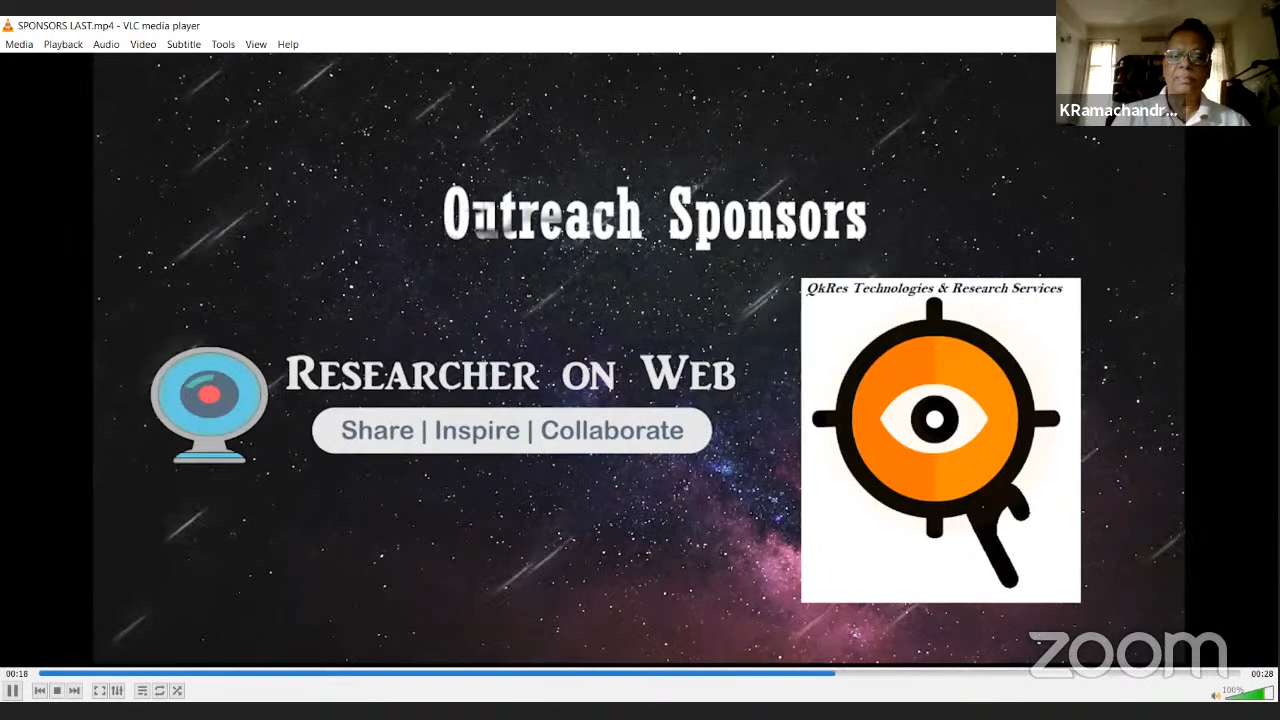 SPONSORS LAST.mp4 - VLC media player
Media Playback Audio Video Subtitle Tools View Help
KRamachandr...
Outreach Sponsors
QkRes Technologies & Research Services
RESEARCHER ON WEB
Share | Inspire | Collaborate
zoom
00:18
00:28
100%